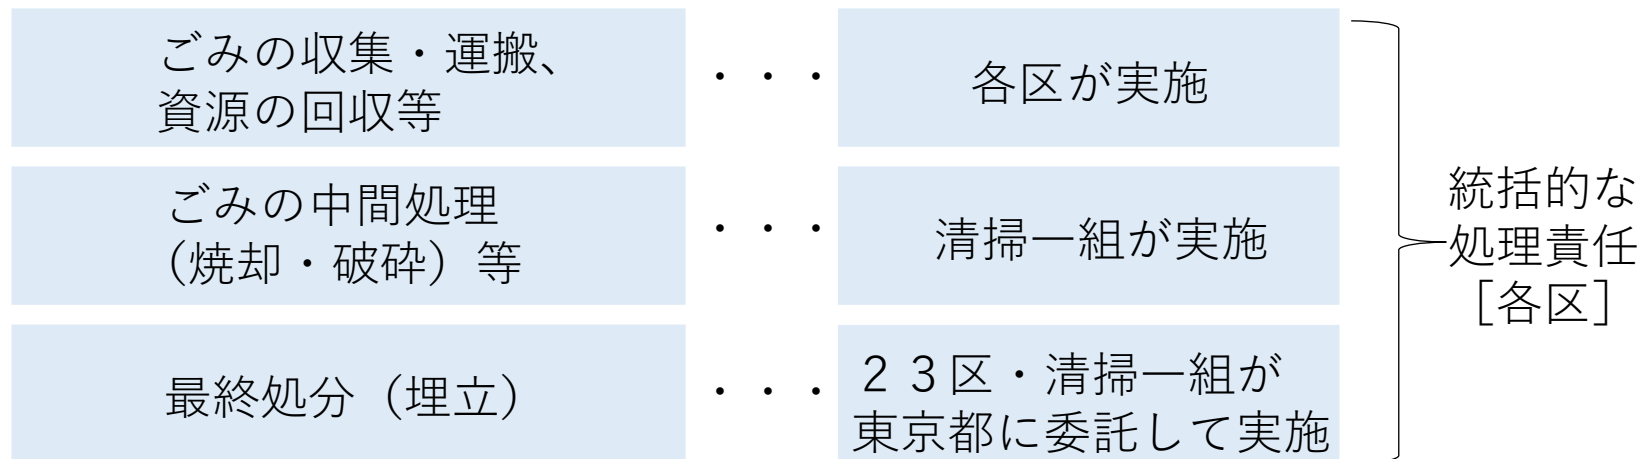 ごみの収集・運搬、
資源の回収等
・・・
各区が実施
ごみの中間処理
（焼却・破砕）等
・・・
清掃一組が実施
最終処分（埋立）
・・・
２３区・清掃一組が
東京都に委託して実施
統括的な
処理責任
［各区］